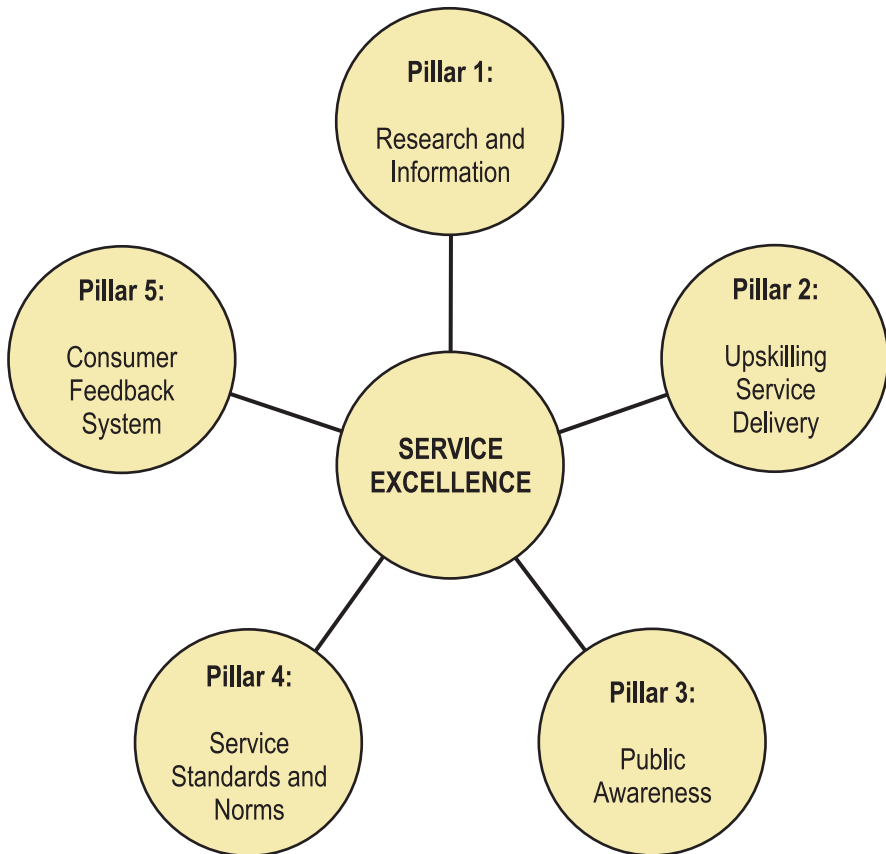 Pillar 1:
Research and
Information
Pillar 2:
Upskilling
Service
Delivery
Pillar 3:
Public
Awareness
Pillar 4:
Service
Standards and
Norms
Pillar 5:
Consumer
Feedback
System
SERVICE
EXCELLENCE